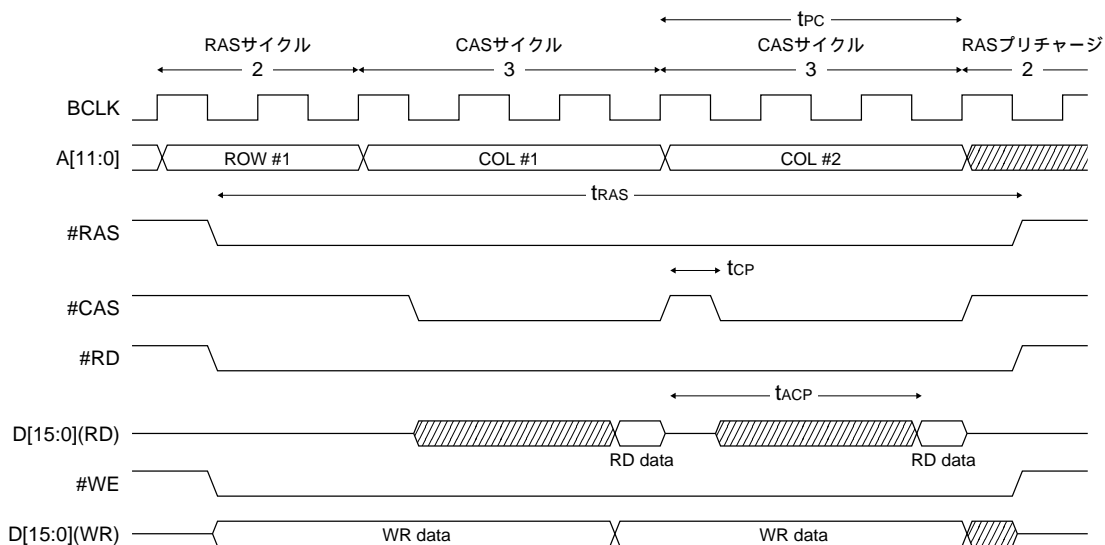 tPC
RASサイクル CASサイクル CASサイクル RASプリチャージ
2 3 3 2
BCLK
A[11:0] ROW #1 COL #1 COL #2
tRAS
#RAS
tCP
#CAS
#RD
tACP
D[15:0](RD)
RD data RD data
#WE
D[15:0](WR) WR data WR data